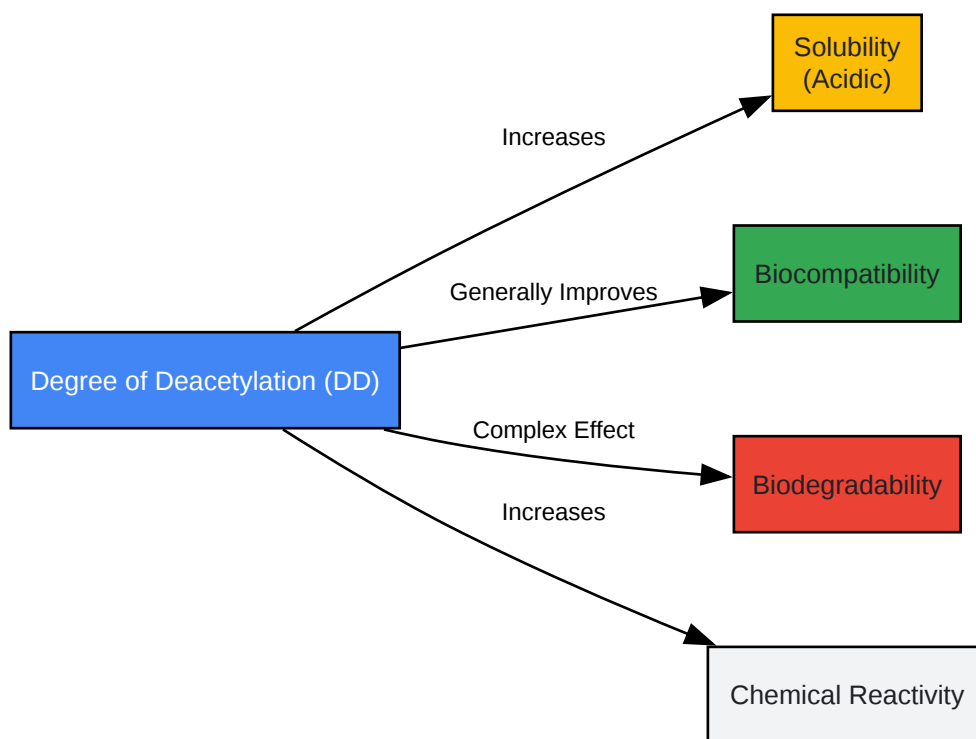 Solubility
(Acidic)
Increases
Biocompatibility
Generally Improves
Degree of Deacetylation (DD)
Complex Effect
Biodegradability
Increases
Chemical Reactivity